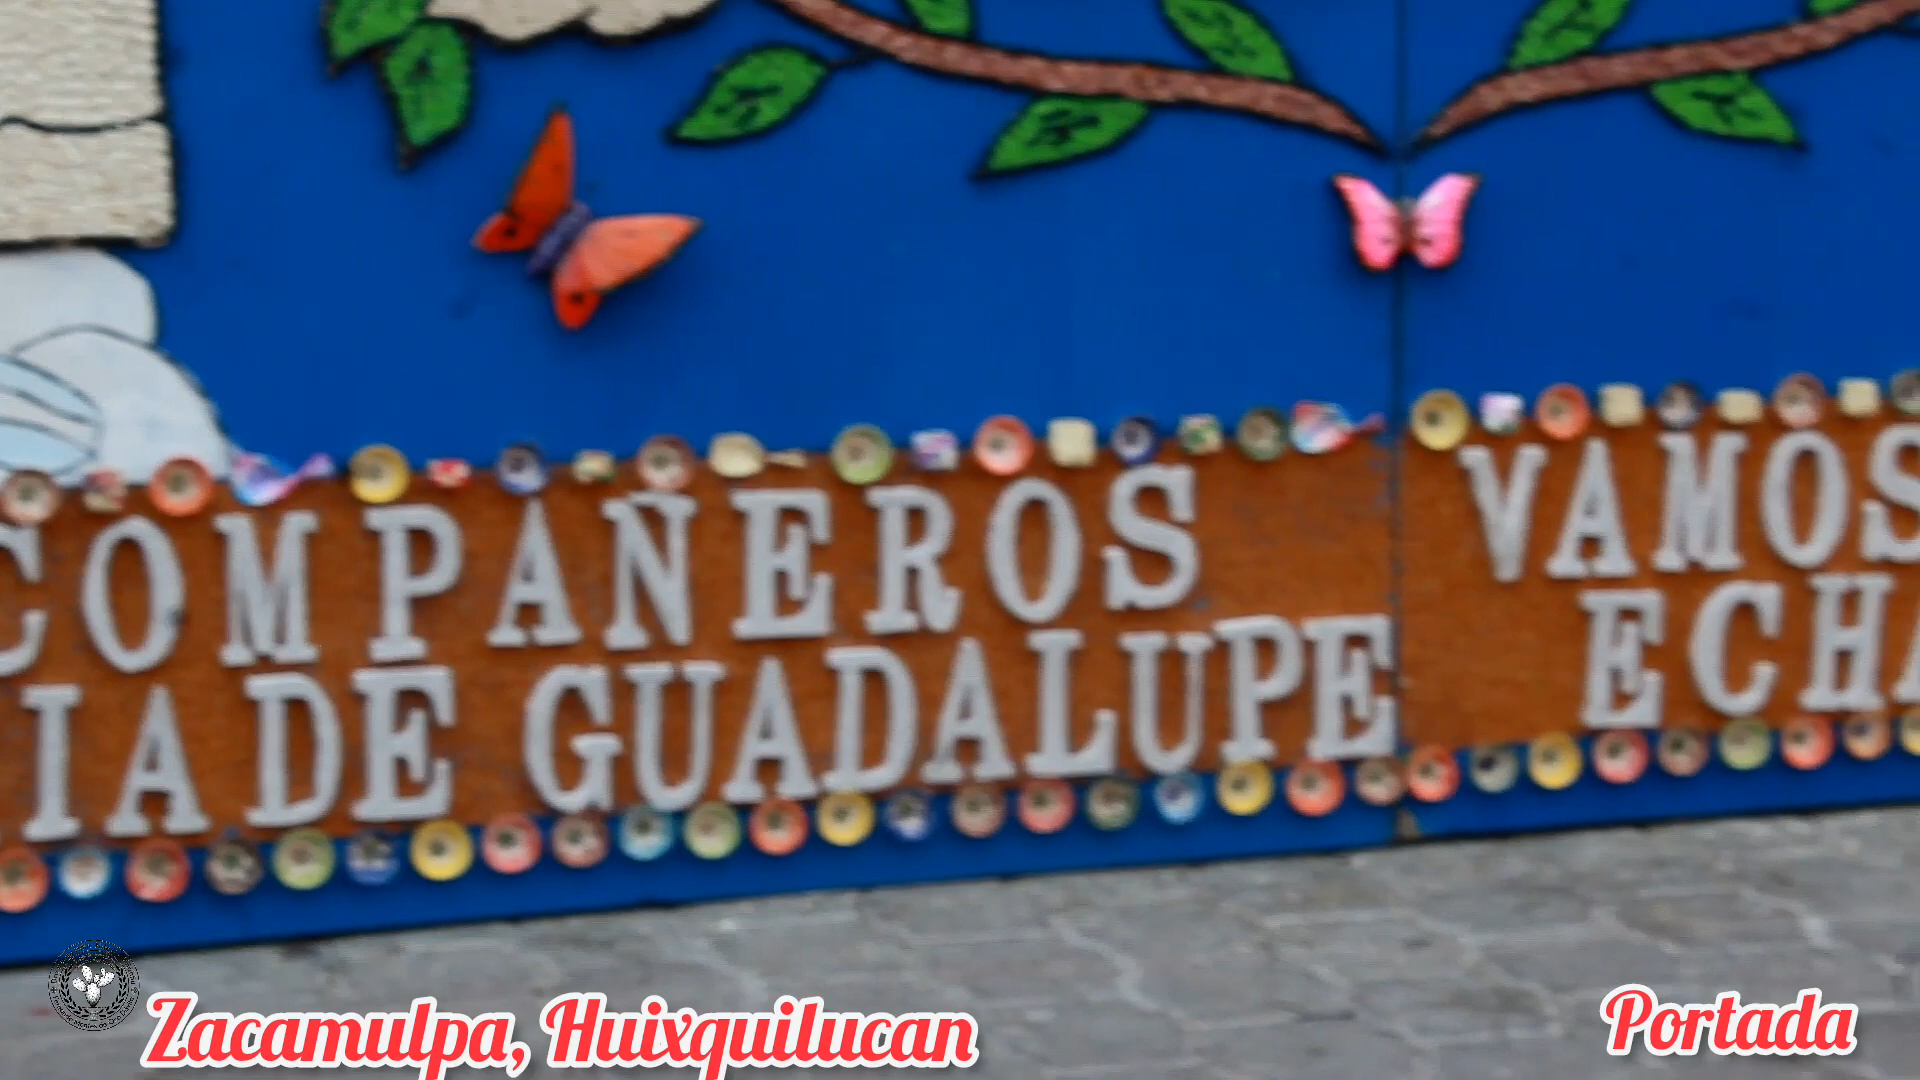 COMPAÑEROS
IA DE GUADALUPE
VAMOS
ECHA
Zacamulpa, Huixquilucan
Portada